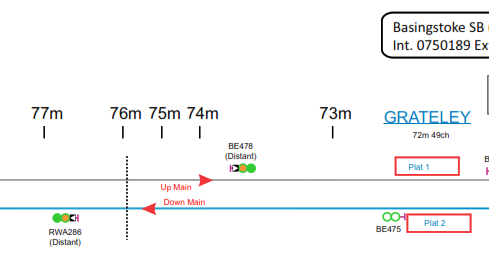 Basingstoke SB
Int. 0750189 Ex
77m 76m 75m 74m 73m GRATELEY
72m 49ch
BE478
(Distant)
Plat 1
Up Main
Down Main
RWA286
(Distant)
BE475
Plat 2